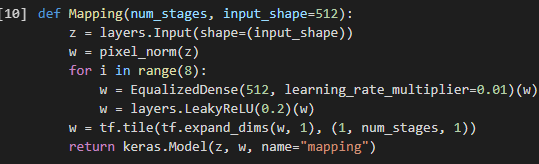 [10] def Mapping(num_stages, input_shape=512):
z = layers.Input(shape=(input_shape))
w = pixel_norm(z)
for i in range(8):
w = EqualizedDense(512, learning_rate_multiplier=0.01)(w)
w = layers.LeakyReLU(0.2)(w)
w = tf.tile(tf.expand_dims(w, 1), (1, num_stages, 1))
return keras.Model(z, w, name="mapping")